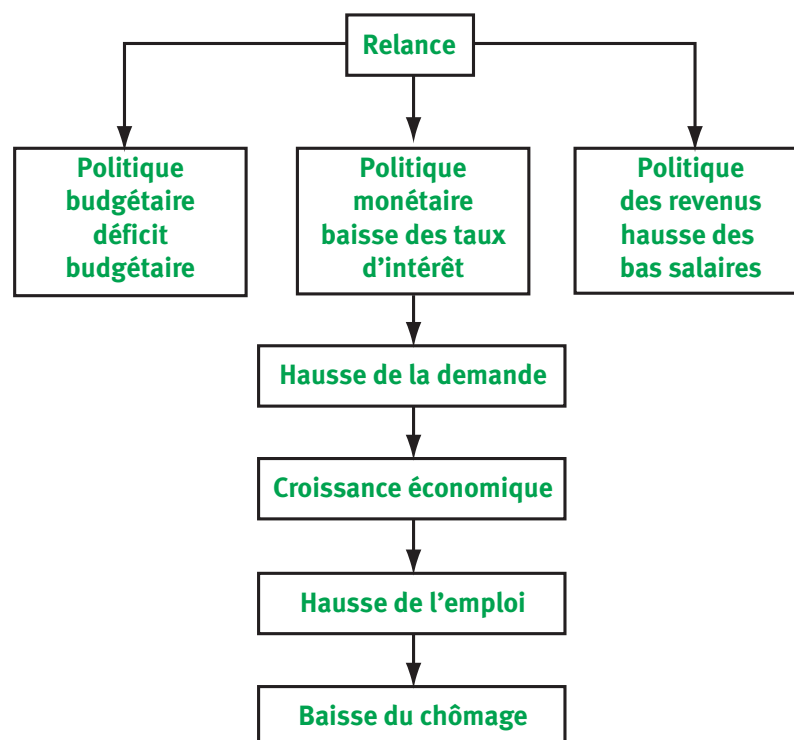 Relance
Politique
budgétaire
déficit
budgétaire
Politique
monétaire
baisse des taux
d’intérêt
Politique
des revenus
hausse des
bas salaires
Hausse de la demande
Croissance économique
Hausse de l’emploi
Baisse du chômage